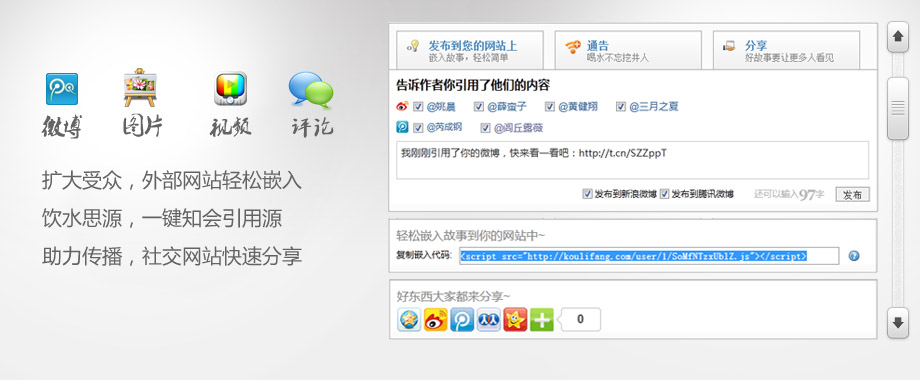 微博 图片 视频 评论
扩大受众，外部网站轻松嵌入
饮水思源，一键知会引用源
助力传播，社交网站快速分享
发布到您的网站上
嵌入故事，轻松简单
通告
喝水不忘挖井人
分享
好故事要让更多人看见
告诉作者你引用了他们的内容
@姚晨 @薛蛮子 @黄健翔 @三月之夏
@芮成钢 @闾丘露薇
我刚刚引用了你的微博，快来看一看吧：http://t.cn/SZZppT
发布到新浪微博 发布到腾讯微博 还可以输入97字 发布
轻松嵌入故事到你的网站中~
复制嵌入代码: <script src="http://koulifang.com/user/1/SoMfNTzxUb1Z.js"></script>
好东西大家都来分享~
0